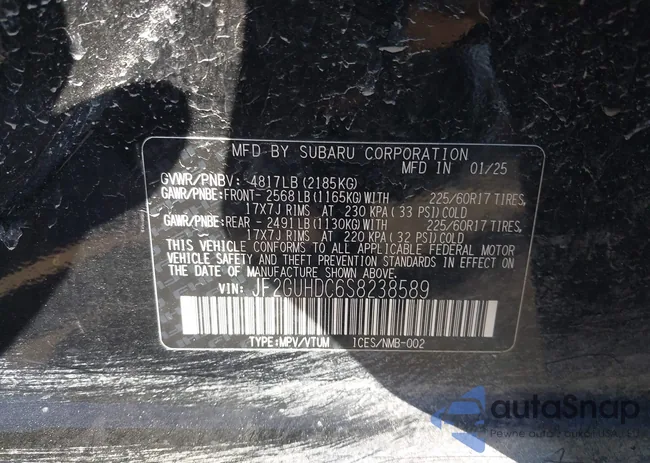 MFD BY SUBARU CORPORATION
MFD IN 01/25
GVWR/PNBV: 4817LB(2185KG)
GAWR/PNBE:FRONT-2568LB(1165KG)WITH 225/60R17 TIRES,
17X7J RIMS AT 230 KPA(33 PSI)COLD
GAWR/PNBE:REAR -2491LB(1130KG)WITH 225/60R17 TIRES,
17X7J RIMS AT 220 KPA(32 PSI)COLD
THIS VEHICLE CONFORMS TO ALL APPLICABLE FEDERAL MOTOR
VEHICLE SAFETY AND THEFT PREVENTION STANDARDS IN EFFECT ON
THE DATE OF MANUFACTURE SHOWN ABOVE.
VIN: JF2GUHDC6S8238589
TYPE:MPV/VTUM ICES/NMB-002
autoSnap
Pewne auto